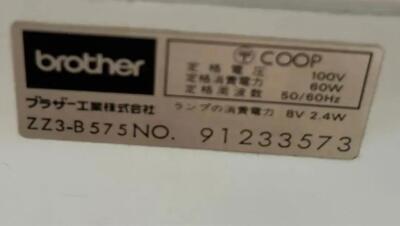 brother
ブラザー工業株式会社
COOP
定格電圧 100V
定格消費電力 60W
定格周波数 50/60Hz
ランプの消費電力 8V 2.4W
ZZ3-B575 NO. 91233573